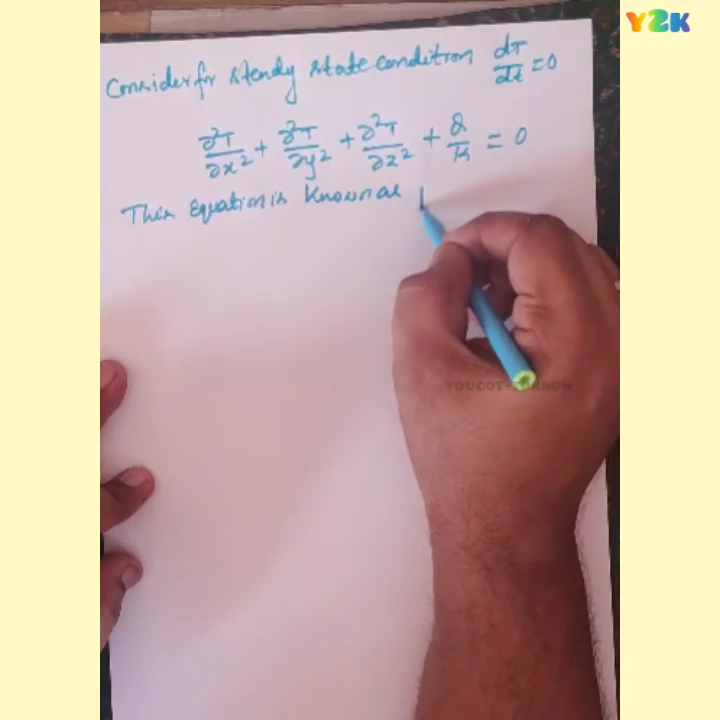 Y2K
Consider for steady state condition dT/dt = 0
∂²T/∂x² + ∂²T/∂y² + ∂²T/∂z² + q/k = 0
This Equation is Known as